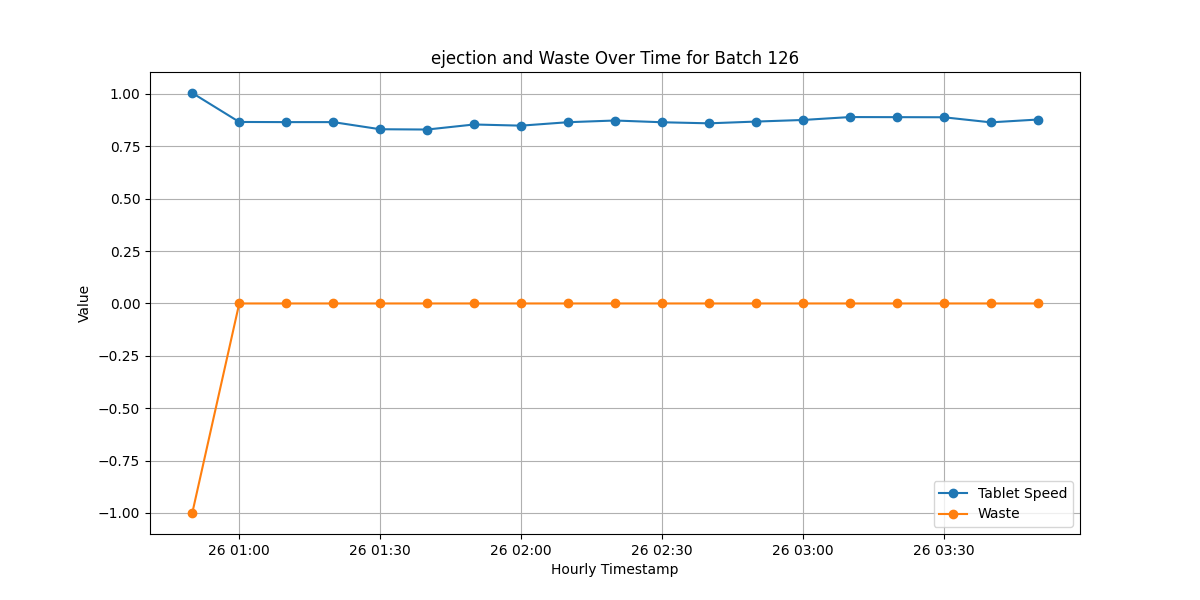 ejection and Waste Over Time for Batch 126
1.00
0.75
0.50
0.25
0.00
−0.25
−0.50
−0.75
−1.00
Value
Tablet Speed
Waste
26 01:00 26 01:30 26 02:00 26 02:30 26 03:00 26 03:30
Hourly Timestamp